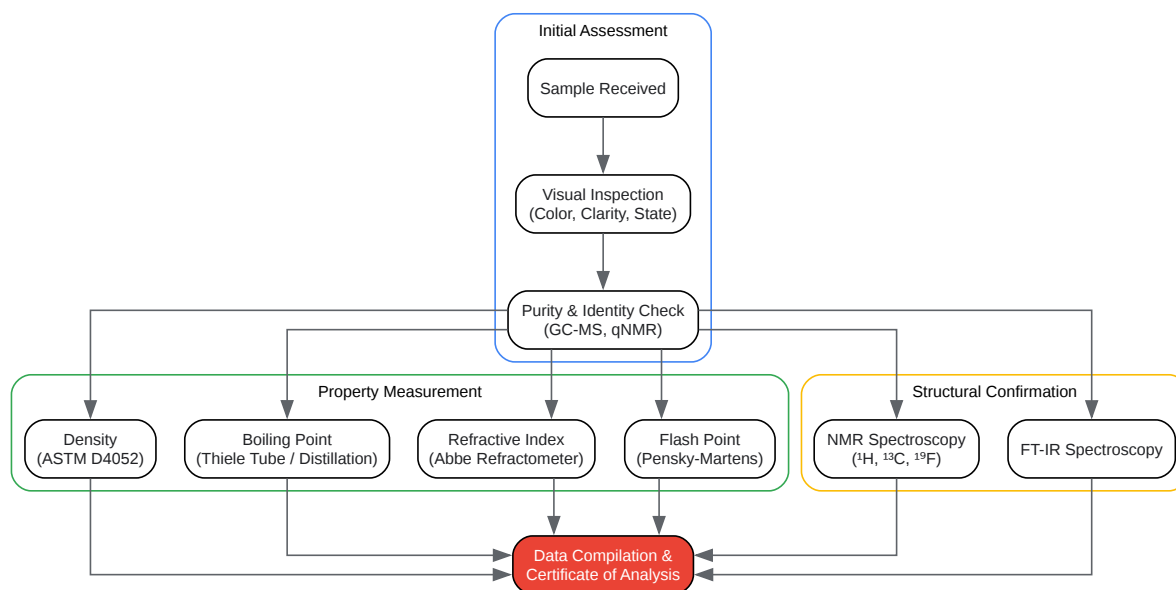 Initial Assessment
Sample Received
Visual Inspection
(Color, Clarity, State)
Purity & Identity Check
(GC-MS, qNMR)
Property Measurement
Structural Confirmation
Density
(ASTM D4052)
Boiling Point
(Thiele Tube / Distillation)
Refractive Index
(Abbe Refractometer)
Flash Point
(Pensky-Martens)
NMR Spectroscopy
(¹H, ¹³C, ¹⁹F)
FT-IR Spectroscopy
Data Compilation &
Certificate of Analysis